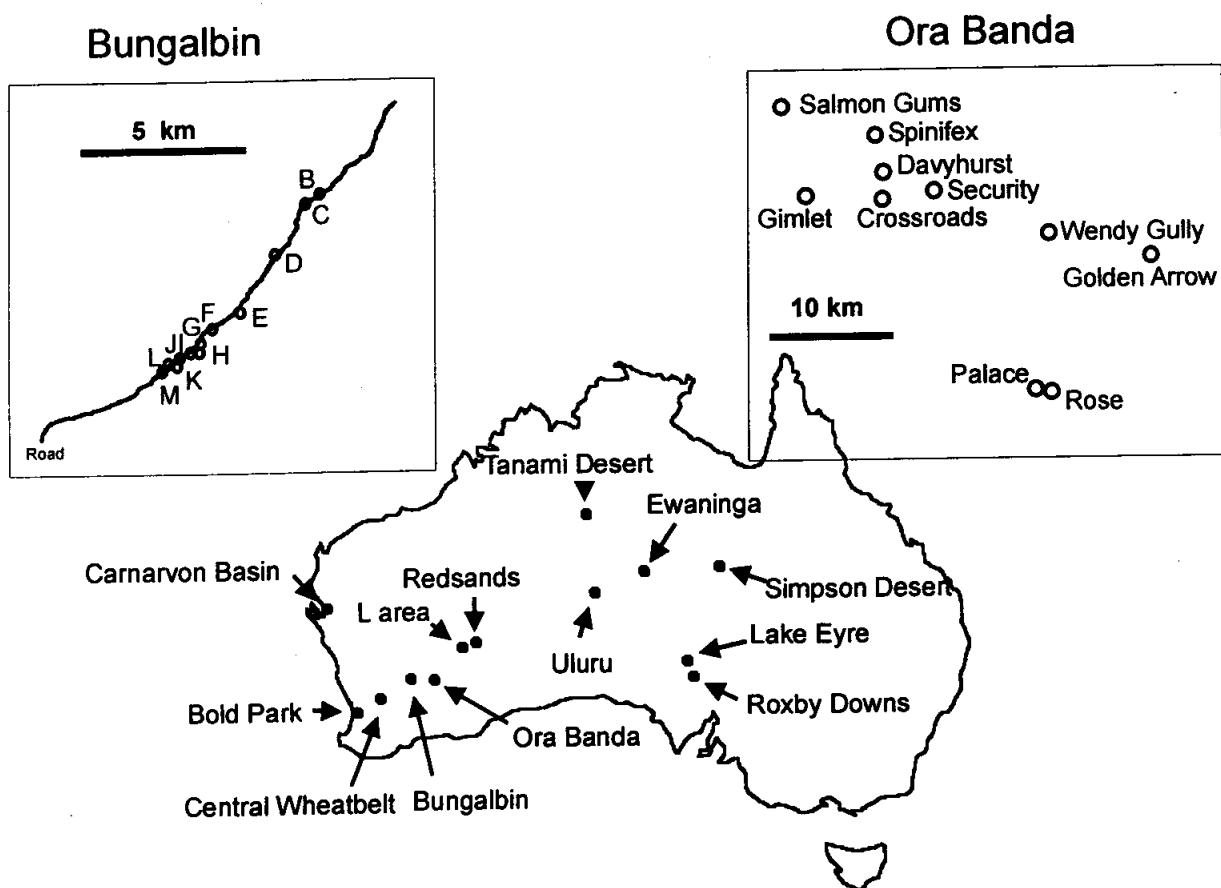 Bungalbin
5 km
B
C
D
E
F
G
H
JI
K
L
M
Road
Ora Banda
Salmon Gums
Spinifex
Davyhurst
Security
Gimlet
Crossroads
Wendy Gully
Golden Arrow
10 km
Palace
Rose
Tanami Desert
Ewaninga
Carnarvon Basin
Redsands
L area
Simpson Desert
Uluru
Lake Eyre
Roxby Downs
Bold Park
Ora Banda
Central Wheatbelt
Bungalbin